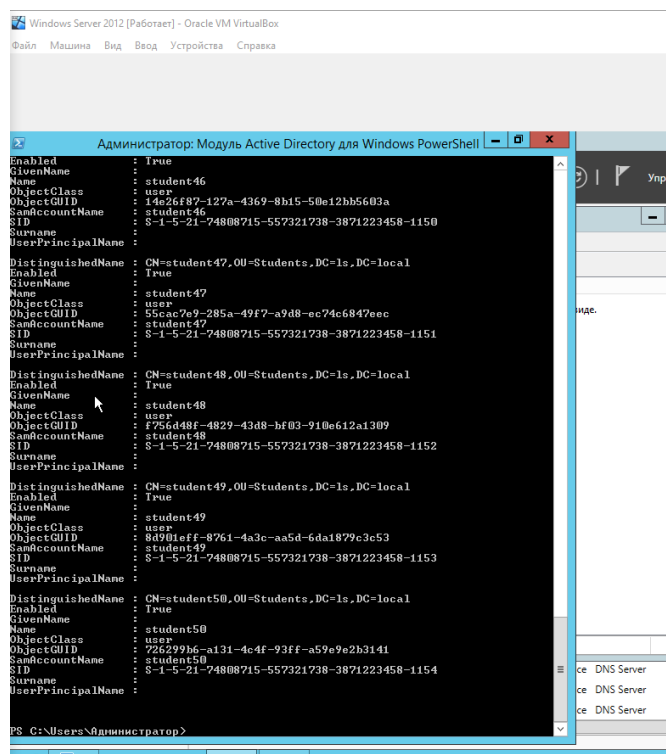 Windows Server 2012 [Работает] - Oracle VM VirtualBox
Файл Машина Вид Ввод Устройства Справка
Администратор: Модуль Active Directory для Windows PowerShell
Enabled : True
GivenName :
Name : student46
ObjectClass : user
ObjectGUID : 14e26f87-127a-4369-8b15-50e12bb5603a
SamAccountName : student46
SID : S-1-5-21-74808715-557321738-3871223458-1150
Surname :
UserPrincipalName :
DistinguishedName : CN=student47,OU=Students,DC=ls,DC=local
Enabled : True
GivenName :
Name : student47
ObjectClass : user
ObjectGUID : 55cac7e9-285a-49f7-a9d8-ec74c6847eec
SamAccountName : student47
SID : S-1-5-21-74808715-557321738-3871223458-1151
Surname :
UserPrincipalName :
DistinguishedName : CN=student48,OU=Students,DC=ls,DC=local
Enabled : True
GivenName :
Name : student48
ObjectClass : user
ObjectGUID : f756d48f-4829-43d8-bf03-910e612a1309
SamAccountName : student48
SID : S-1-5-21-74808715-557321738-3871223458-1152
Surname :
UserPrincipalName :
DistinguishedName : CN=student49,OU=Students,DC=ls,DC=local
Enabled : True
GivenName :
Name : student49
ObjectClass : user
ObjectGUID : 8d901eff-8761-4a3c-aa5d-6da1879c3c53
SamAccountName : student49
SID : S-1-5-21-74808715-557321738-3871223458-1153
Surname :
UserPrincipalName :
DistinguishedName : CN=student50,OU=Students,DC=ls,DC=local
Enabled : True
GivenName :
Name : student50
ObjectClass : user
ObjectGUID : 726299b6-a131-4c4f-93ff-a59e9e2b3141
SamAccountName : student50
SID : S-1-5-21-74808715-557321738-3871223458-1154
Surname :
UserPrincipalName :
PS C:\Users\Администратор>
Упр
виде.
ce DNS Server
ce DNS Server
ce DNS Server